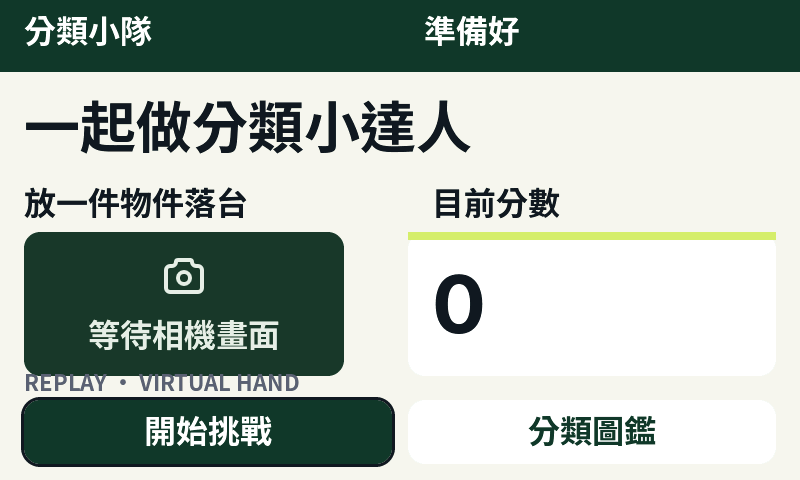 分類小隊
準備好
一起做分類小達人
放一件物件落台
目前分數
等待相機畫面
0
REPLAY • VIRTUAL HAND
開始挑戰
分類圖鑑